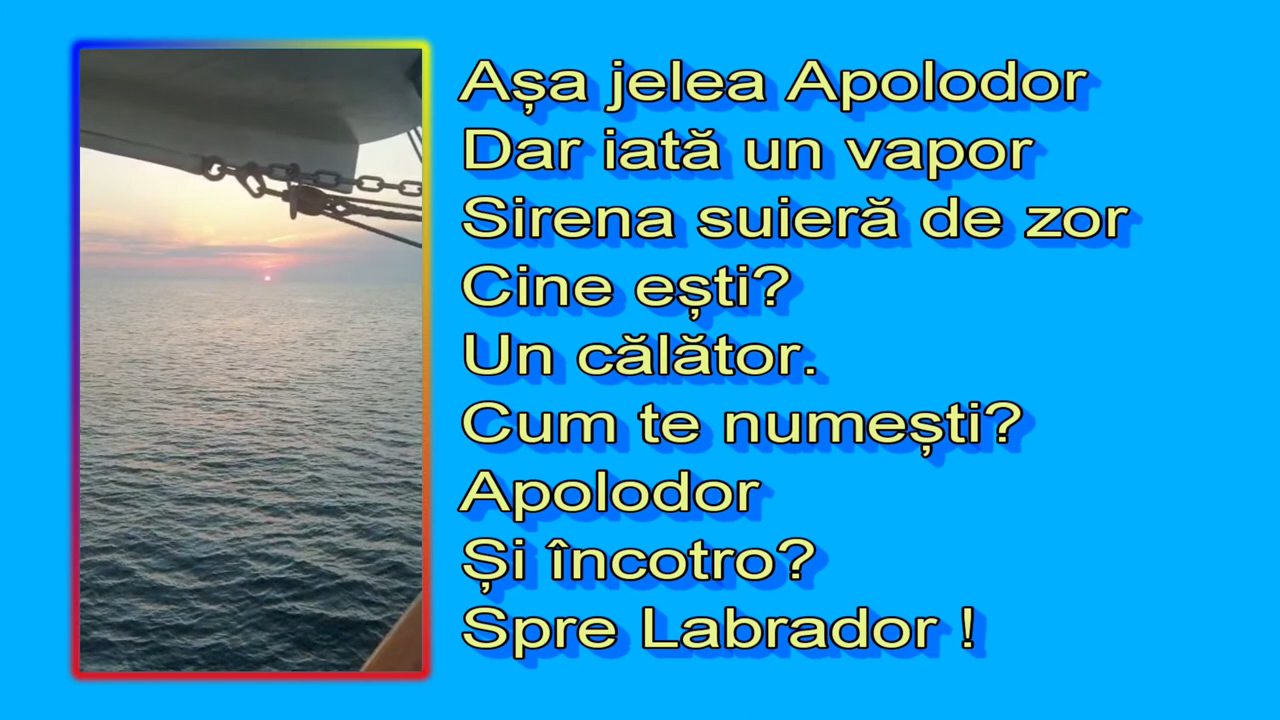 Așa jelea Apolodor
Dar iată un vapor
Sirena suieră de zor
Cine ești?
Un călător.
Cum te numești?
Apolodor
Și încotro?
Spre Labrador !